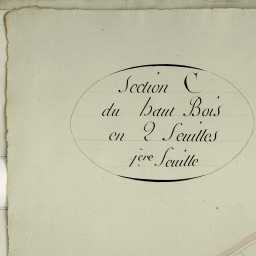 Section C
du haut Bois
en 2 Feuilles
1ère Feuille